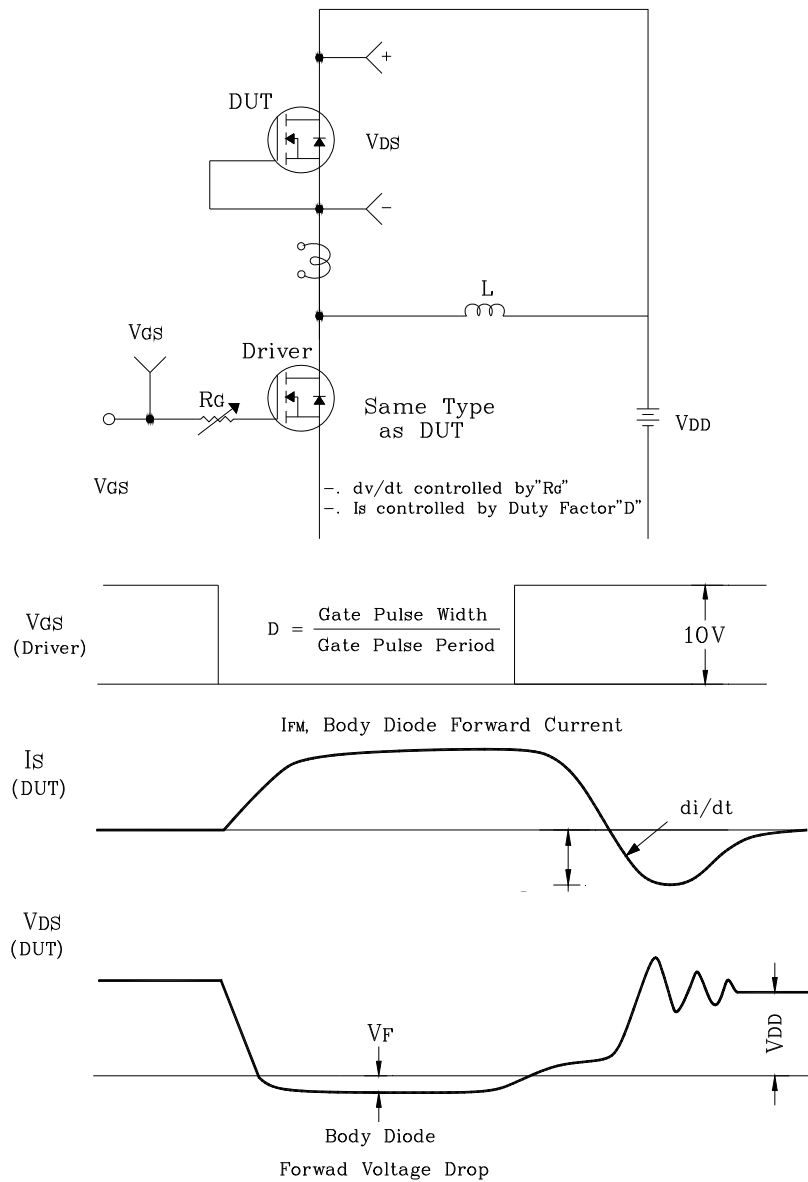 +
DUT
VDS
-
L
VGS
Driver
RG
Same Type
as DUT
VDD
VGS
-. dv/dt controlled by"RG"
-. Is controlled by Duty Factor"D"
VGS
(Driver)
D = Gate Pulse Width
Gate Pulse Period
10V
IFM, Body Diode Forward Current
IS
(DUT)
di/dt
VDS
(DUT)
VF
VDD
Body Diode
Forwad Voltage Drop